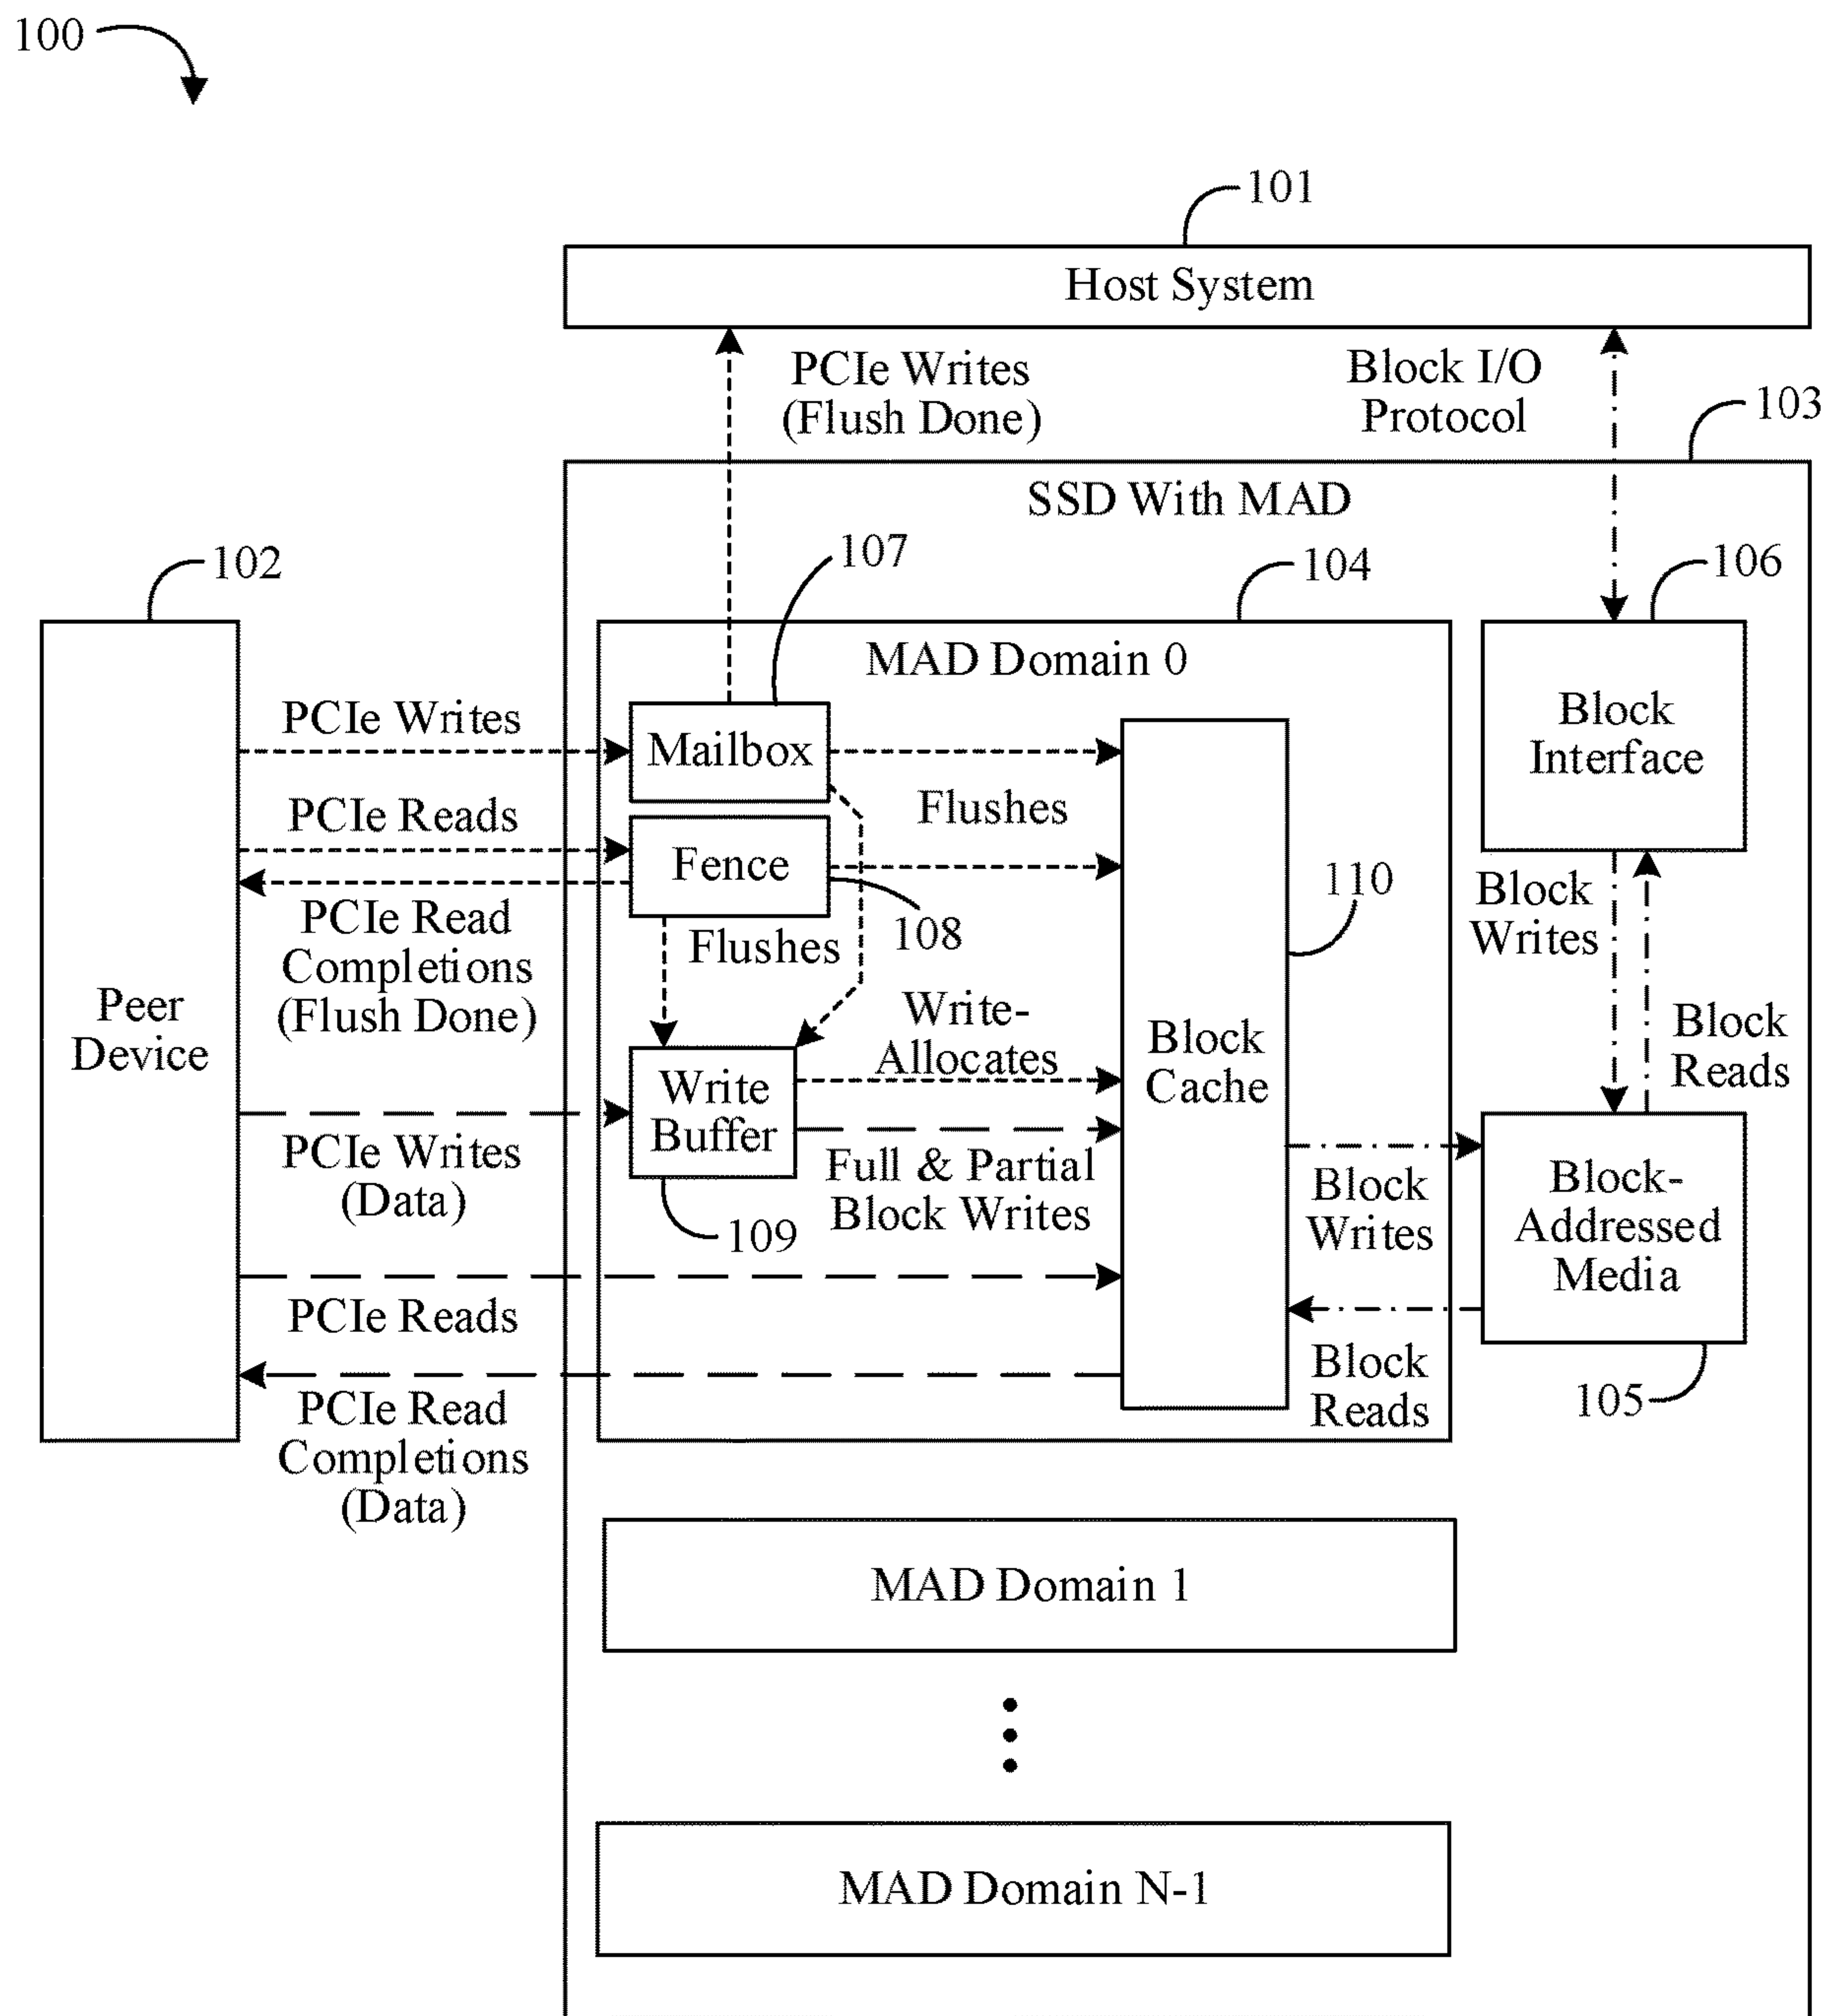 100
101
Host System
PCIe Writes
(Flush Done)
Block I/O
Protocol
103
SSD With MAD
102
107
104
106
MAD Domain 0
Peer
Device
PCIe Writes
Mailbox
Flushes
PCIe Reads
Fence
PCIe Read
Completions
(Flush Done)
108
Flushes
110
Block
Interface
Block
Writes
Block
Reads
Write-
Allocates
Block
Cache
Write
Buffer
PCIe Writes
(Data)
Full & Partial
Block Writes
109
Block
Writes
Block-
Addressed
Media
PCIe Reads
Block
Reads
105
PCIe Read
Completions
(Data)
MAD Domain 1
MAD Domain N-1